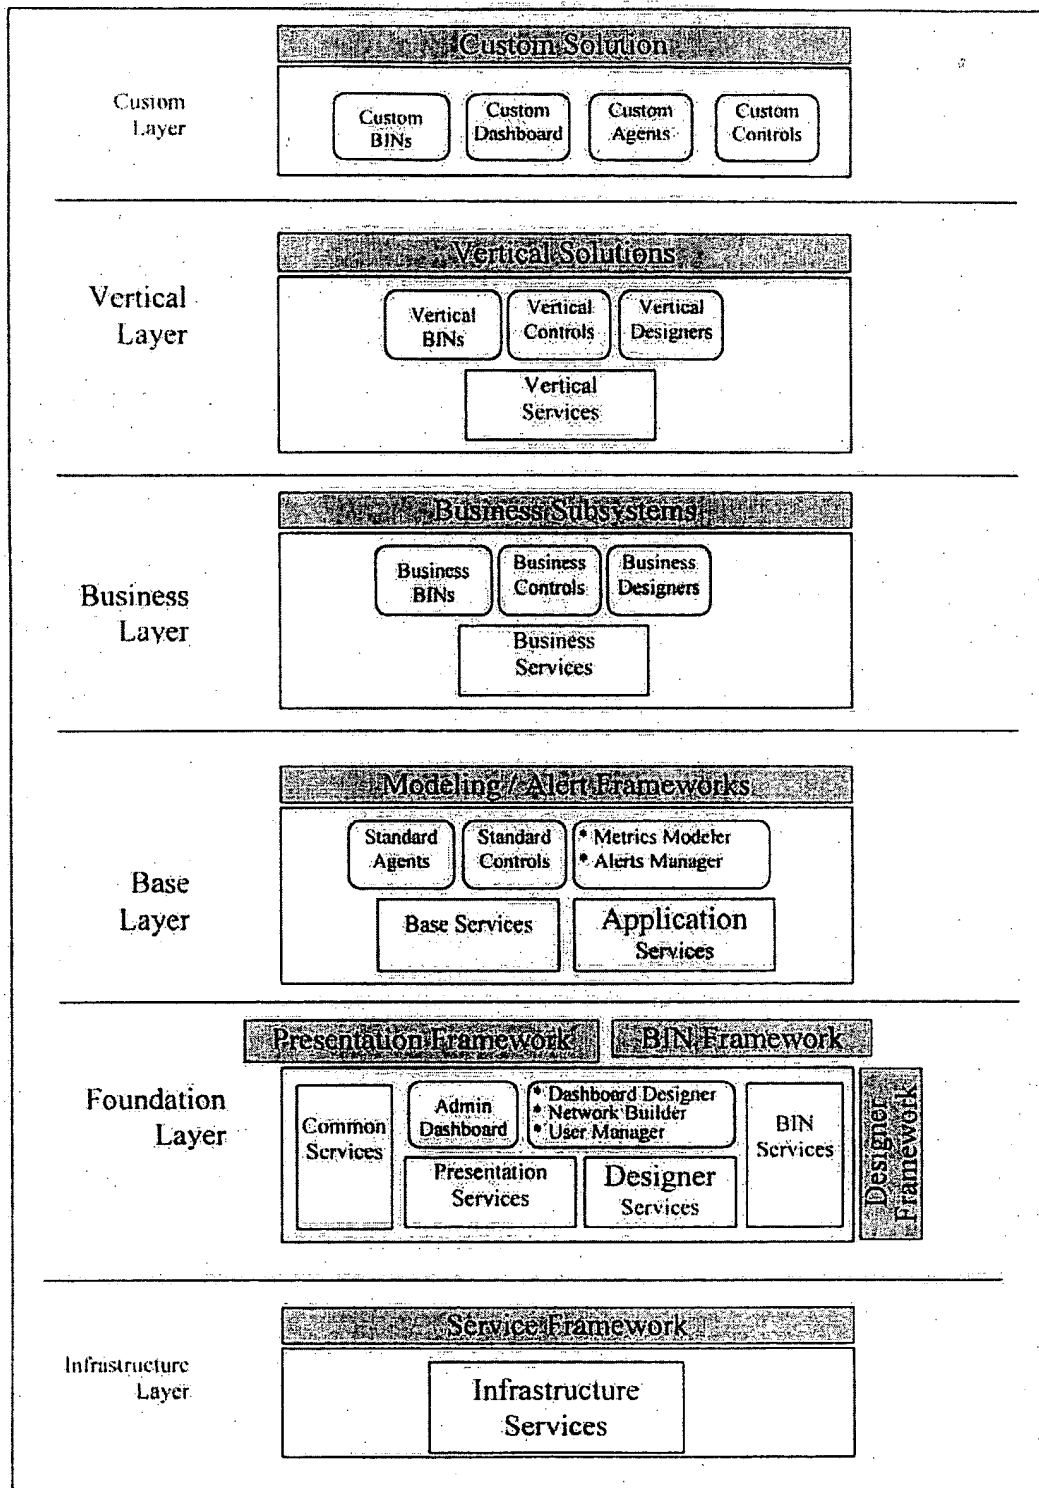 Custom Solution
Custom
Layer
Custom
BINs
Custom
Dashboard
Custom
Agents
Custom
Controls
Vertical Solutions
Vertical
Layer
Vertical
BINs
Vertical
Controls
Vertical
Designers
Vertical
Services
Business Subsystems
Business
Layer
Business
BINs
Business
Controls
Business
Designers
Business
Services
Modeling / Alert Frameworks
Base
Layer
Standard
Agents
Standard
Controls
* Metrics Modeler
* Alerts Manager
Base Services
Application
Services
Presentation Framework
BIN Framework
Foundation
Layer
Common
Services
Admin
Dashboard
* Dashboard Designer
* Network Builder
* User Manager
BIN
Services
Presentation
Services
Designer
Services
Designer
Framework
Service Framework
Infrastructure
Layer
Infrastructure
Services